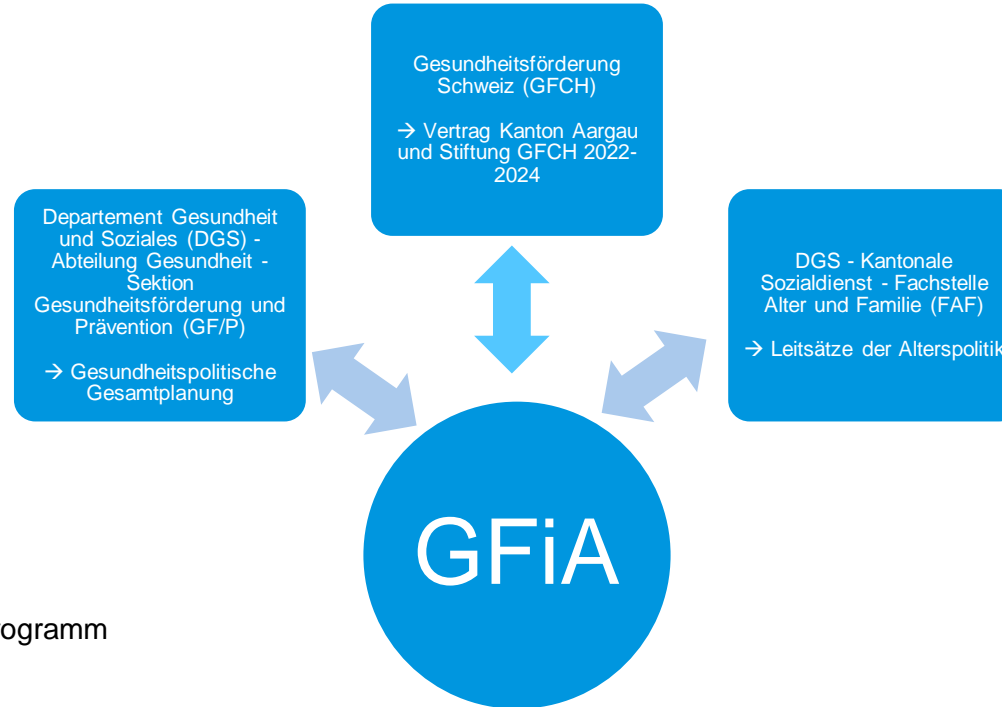 Gesundheitsförderung
Schweiz (GFCH)
→ Vertrag Kanton Aargau
und Stiftung GFCH 2022-
2024
Departement Gesundheit
und Soziales (DGS) -
Abteilung Gesundheit -
Sektion
Gesundheitsförderung und
Prävention (GF/P)
→ Gesundheitspolitische
Gesamtplanung
DGS - Kantonale
Sozialdienst - Fachstelle
Alter und Familie (FAF)
→ Leitsätze der Alterspolitik
GFiA
rogramm